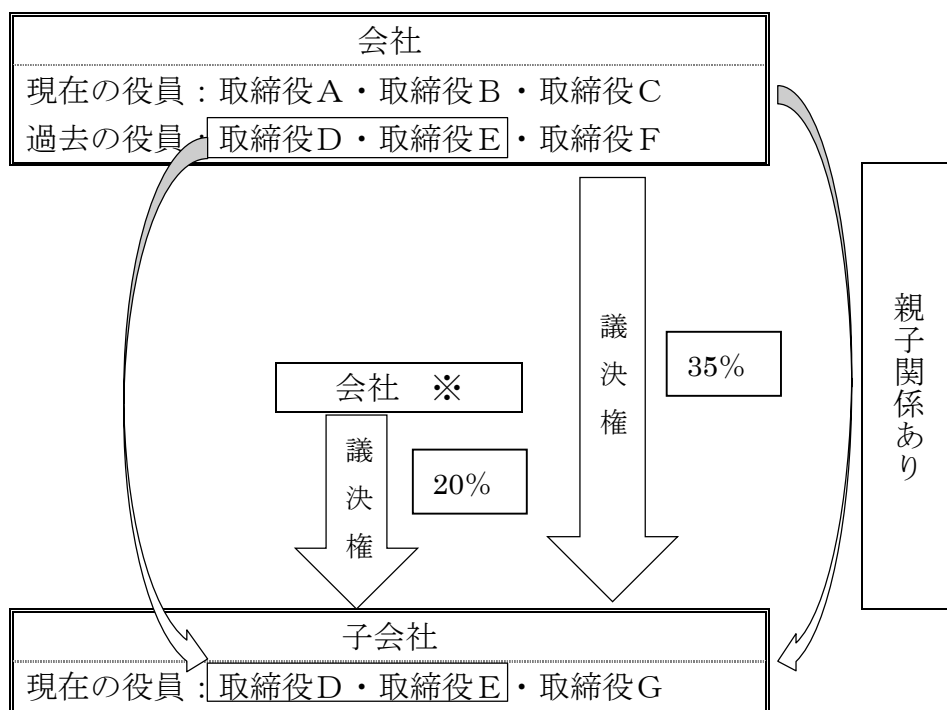 会社
現在の役員：取締役A・取締役B・取締役C
過去の役員：取締役D・取締役E・取締役F
親子関係あり
議決権
35%
会社　※
議決権
20%
子会社
現在の役員：取締役D・取締役E・取締役G